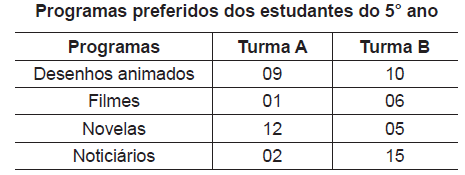 Programas preferidos dos estudantes do 5° ano
Programas Turma A Turma B
Desenhos animados 09 10
Filmes 01 06
Novelas 12 05
Noticiários 02 15